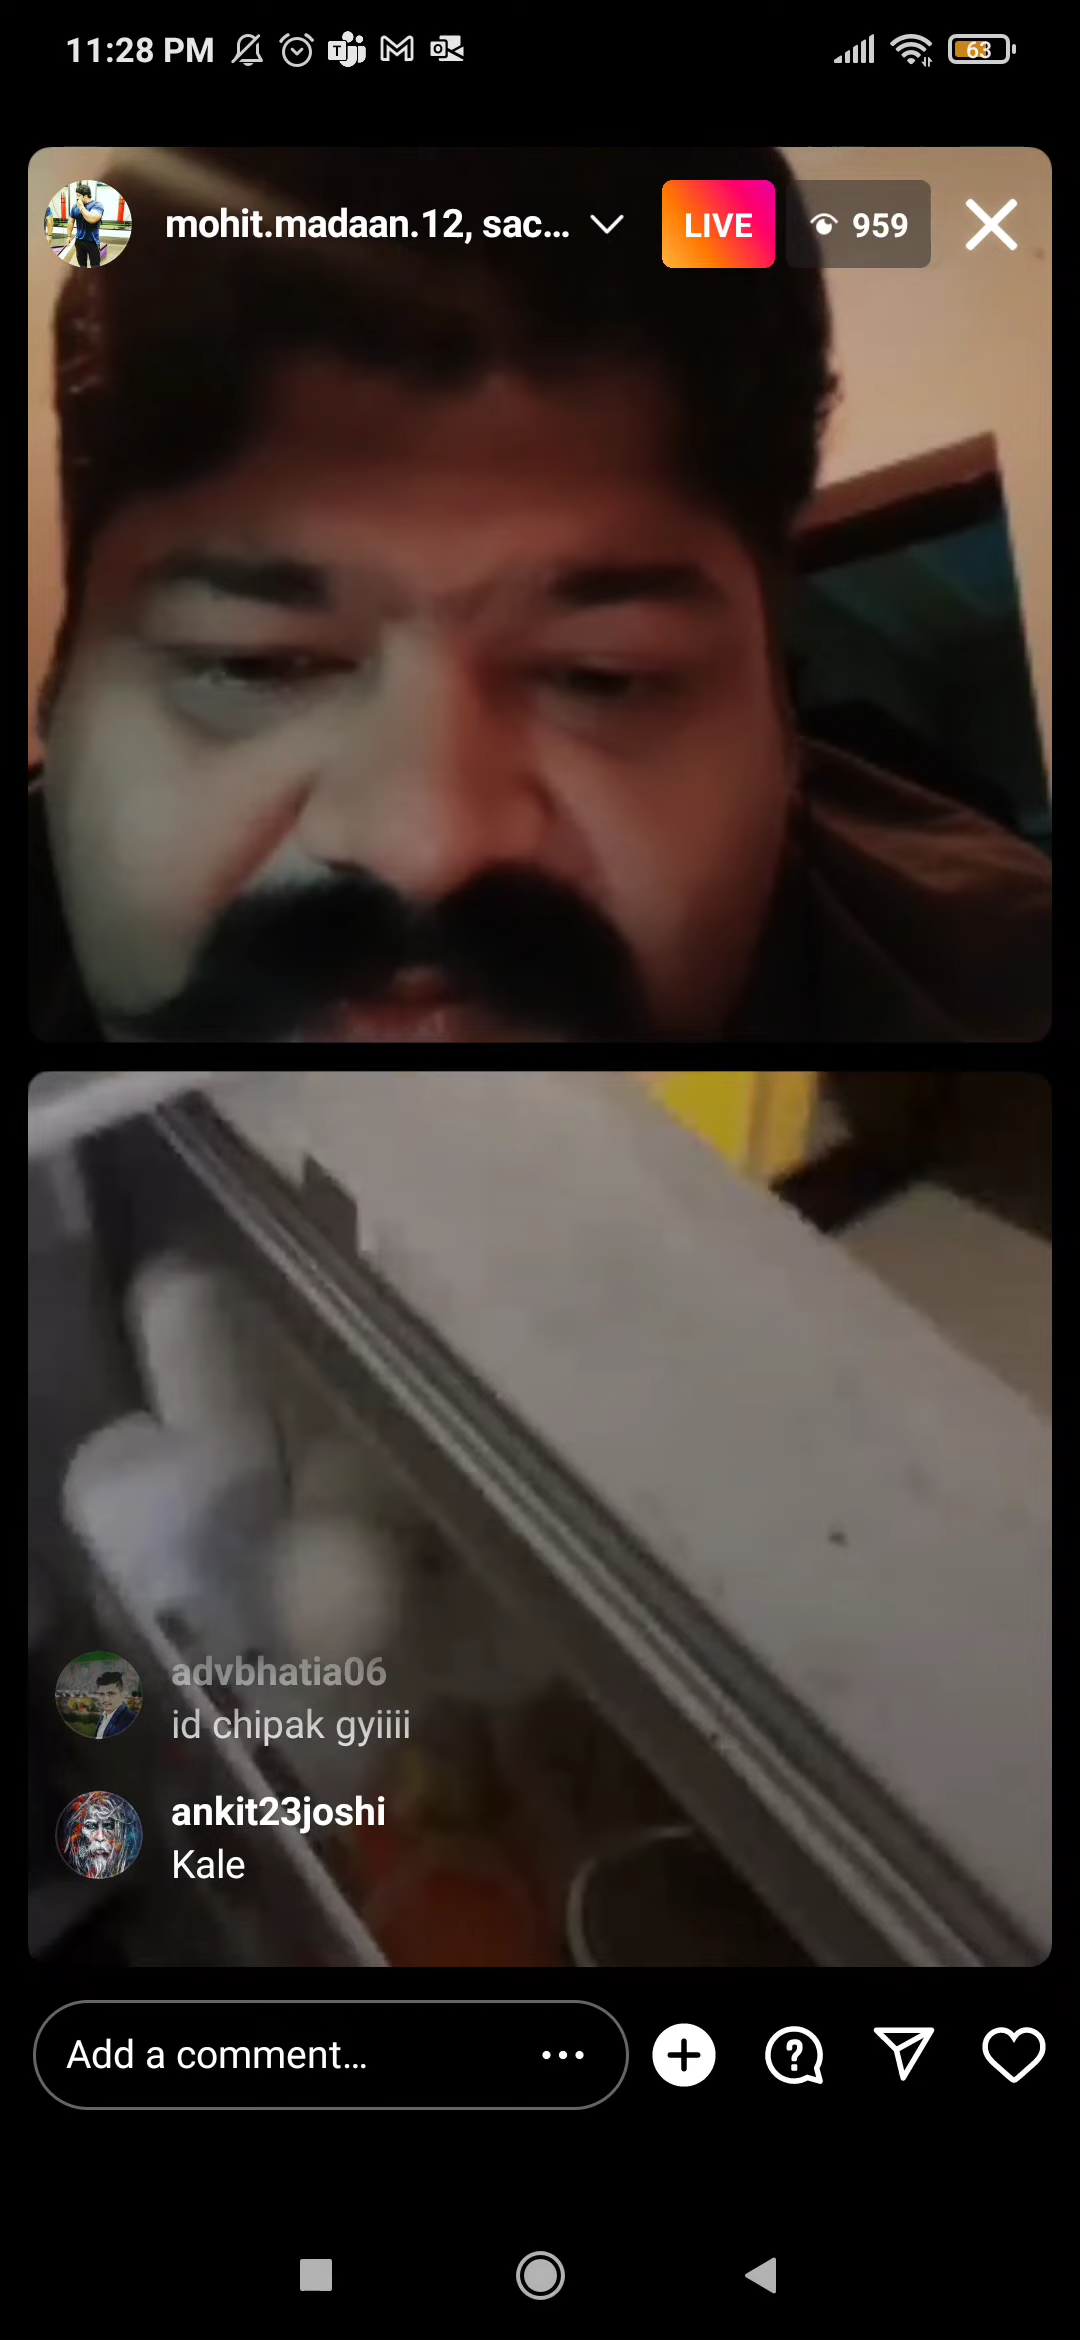 11:28 PM
63
mohit.madaan.12, sac...
LIVE
959
advbhatia06
id chipak gyiiii
ankit23joshi
Kale
Add a comment...